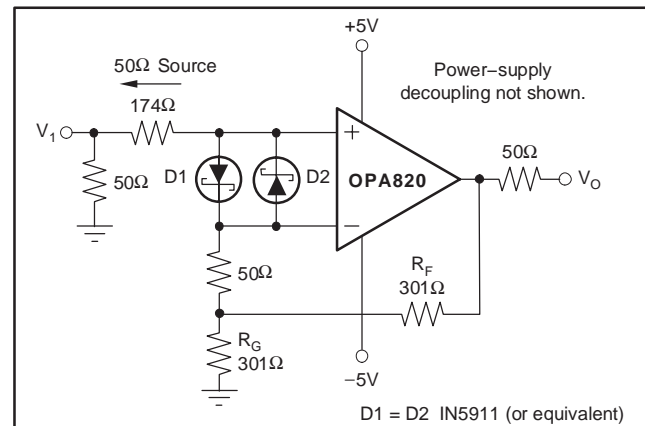 +5V
50Ω Source
Power–supply
decoupling not shown.
174Ω
V1
50Ω
D1
D2
+
OPA820
−
50Ω
VO
50Ω
RF
301Ω
RG
301Ω
−5V
D1 = D2 IN5911 (or equivalent)